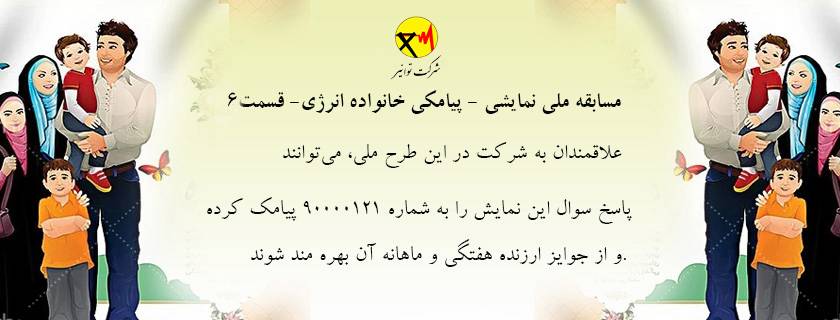 شرکت توانیر
مسابقه ملی نمایشی - پیامکی خانواده انرژی- قسمت۶
علاقمندان به شرکت در این طرح ملی، می‌توانند
پاسخ سوال این نمایش را به شماره ۹۰۰۰۰۱۲۱ پیامک کرده
.و از جوایز ارزنده هفتگی و ماهانه آن بهره مند شوند